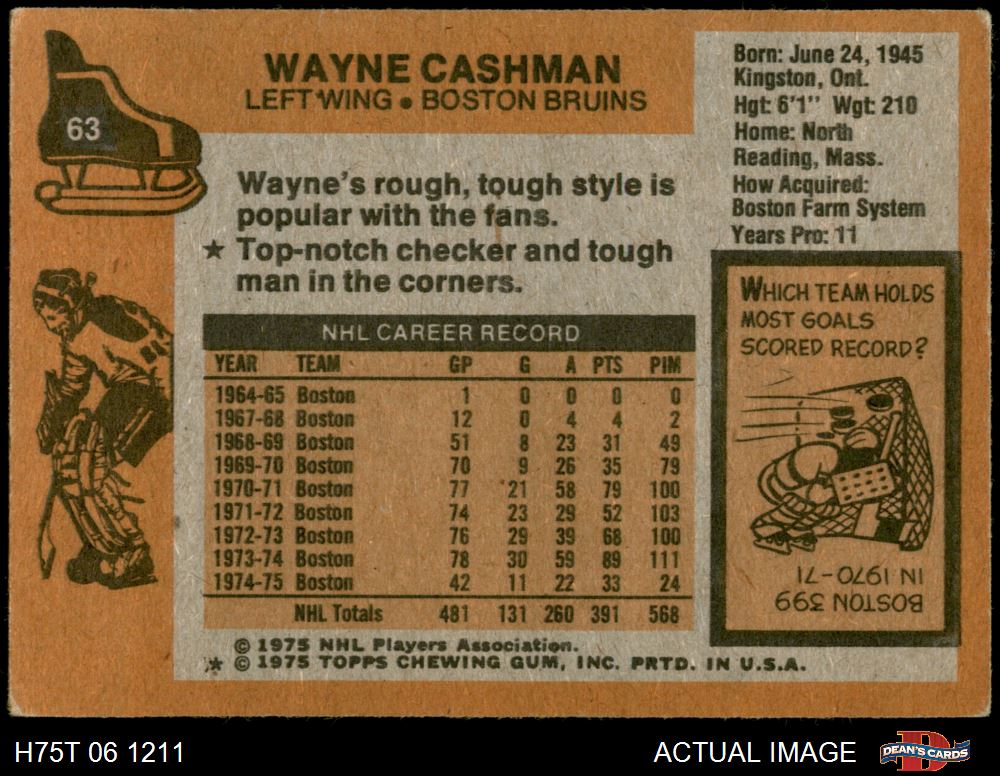 63
WAYNE CASHMAN
LEFT WING • BOSTON BRUINS
Born: June 24, 1945
Kingston, Ont.
Hgt: 6'1" Wgt: 210
Home: North
Reading, Mass.
How Acquired:
Boston Farm System
Years Pro: 11
Wayne's rough, tough style is
popular with the fans.
★ Top-notch checker and tough
man in the corners.
NHL CAREER RECORD
YEAR TEAM GP G A PTS PIM
1964-65 Boston 1 0 0 0 0
1967-68 Boston 12 0 4 4 2
1968-69 Boston 51 8 23 31 49
1969-70 Boston 70 9 26 35 79
1970-71 Boston 77 21 58 79 100
1971-72 Boston 74 23 29 52 103
1972-73 Boston 76 29 39 68 100
1973-74 Boston 78 30 59 89 111
1974-75 Boston 42 11 22 33 24
NHL Totals 481 131 260 391 568
© 1975 NHL Players Association.
★ © 1975 TOPPS CHEWING GUM, INC. PRTD. IN U.S.A.
WHICH TEAM HOLDS
MOST GOALS
SCORED RECORD?
BOSTON 399
IN 1970-71
H75T 06 1211
ACTUAL IMAGE
DEAN'S CARDS